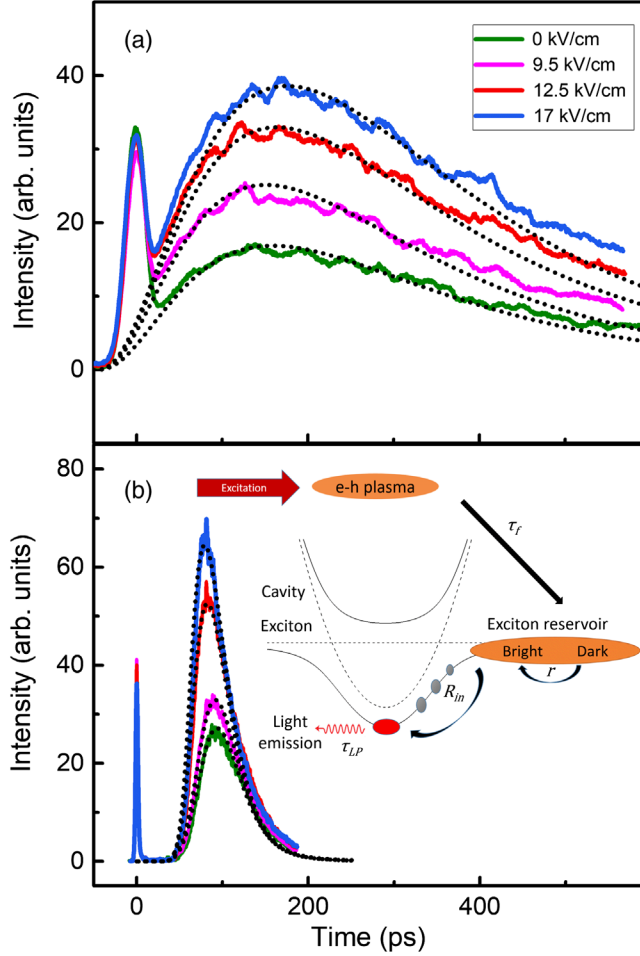 (a)
0 kV/cm
9.5 kV/cm
12.5 kV/cm
17 kV/cm
40
20
0
Intensity (arb. units)
(b)
Excitation
e-h plasma
τf
Cavity
Exciton
Exciton reservoir
Bright
Dark
r
Rin
Light
emission
τLP
80
60
40
20
0
Intensity (arb. units)
0
200
400
Time (ps)